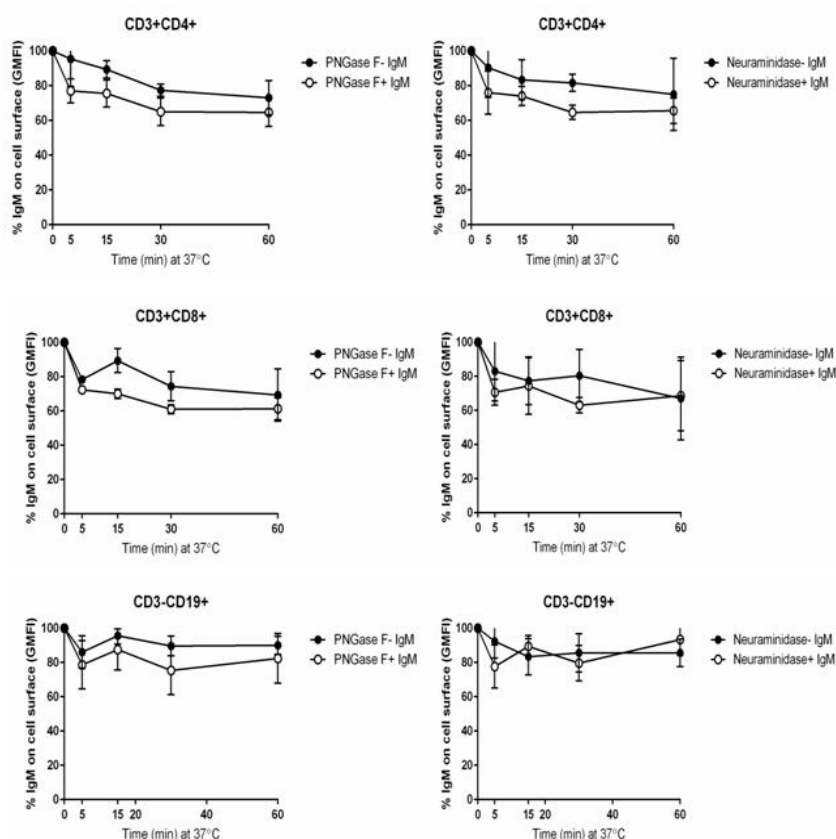 CD3+CD4+
% IgM on cell surface (GMFI)
100
80
60
40
20
0
0 5 15 30 60
Time (min) at 37°C
PNGase F- IgM
PNGase F+ IgM
CD3+CD4+
% IgM on cell surface (GMFI)
100
80
60
40
20
0
0 5 15 30 60
Time (min) at 37°C
Neuraminidase- IgM
Neuraminidase+ IgM
CD3+CD8+
% IgM on cell surface (GMFI)
100
80
60
40
20
0
0 5 15 30 60
Time (min) at 37°C
PNGase F- IgM
PNGase F+ IgM
CD3+CD8+
% IgM on cell surface (GMFI)
100
80
60
40
20
0
0 5 15 30 60
Time (min) at 37°C
Neuraminidase- IgM
Neuraminidase+ IgM
CD3-CD19+
% IgM on cell surface (GMFI)
100
80
60
40
20
0
0 5 15 20 40 60
Time (min) at 37°C
PNGase F- IgM
PNGase F+ IgM
CD3-CD19+
% IgM on cell surface (GMFI)
100
80
60
40
20
0
0 5 15 20 40 60
Time (min) at 37°C
Neuraminidase- IgM
Neuraminidase+ IgM